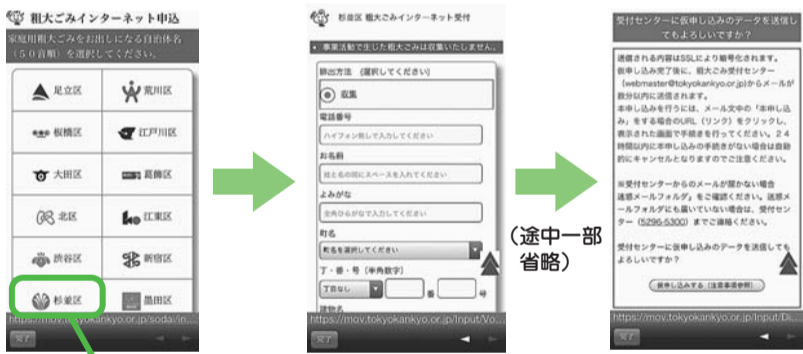 粗大ごみインターネット申込
家庭用粗大ごみをお出しになる自治体名
(50音順)を選択してください。
足立区
荒川区
板橋区
江戸川区
大田区
葛飾区
北区
江東区
渋谷区
新宿区
杉並区
墨田区
https://mov.tokyokankyo.or.jp/soda/in...
完了
杉並区 粗大ごみインターネット受付
• 事業活動で生じた粗大ごみは収集いたしません。
排出方法 (選択してください)
収集
電話番号
ハイフォン無しで入力してください
お名前
姓と名の間にスペースを入れてください
よみがな
全角ひらがなで入力してください
町名
町名を選択してください
丁・番・号 (半角数字)
丁目なし
番
号
建物名
https://mov.tokyokankyo.or.jp/Input/Vo...
完了
(途中一部
省略)
受付センターに仮申し込みのデータを送信し
てもよろしいですか?
送信される内容はSSLにより暗号化されます。
仮申し込み完了後に、粗大ごみ受付センター
(webmaster@tokyokankyo.or.jp)からメールが
数分以内に送信されます。
本申し込みを行うには、メール文中の「本申し込
み」をする場合のURL(リンク)をクリックし、
表示された画面で手続きを行ってください。24
時間以内に本申し込みの手続きがない場合は自動
的にキャンセルとなりますのでご注意ください。
※受付センターからのメールが届かない場合
迷惑メールフォルダ』をご確認ください。迷惑メ
ールフォルダにも届いていない場合は、受付セン
ター(5296-5300)までご連絡ください。
受付センターに仮申し込みのデータを送信しても
よろしいですか?
仮申し込みする(注意事項参照)
https://mov.tokyokankyo.or.jp/Input/Di...
完了